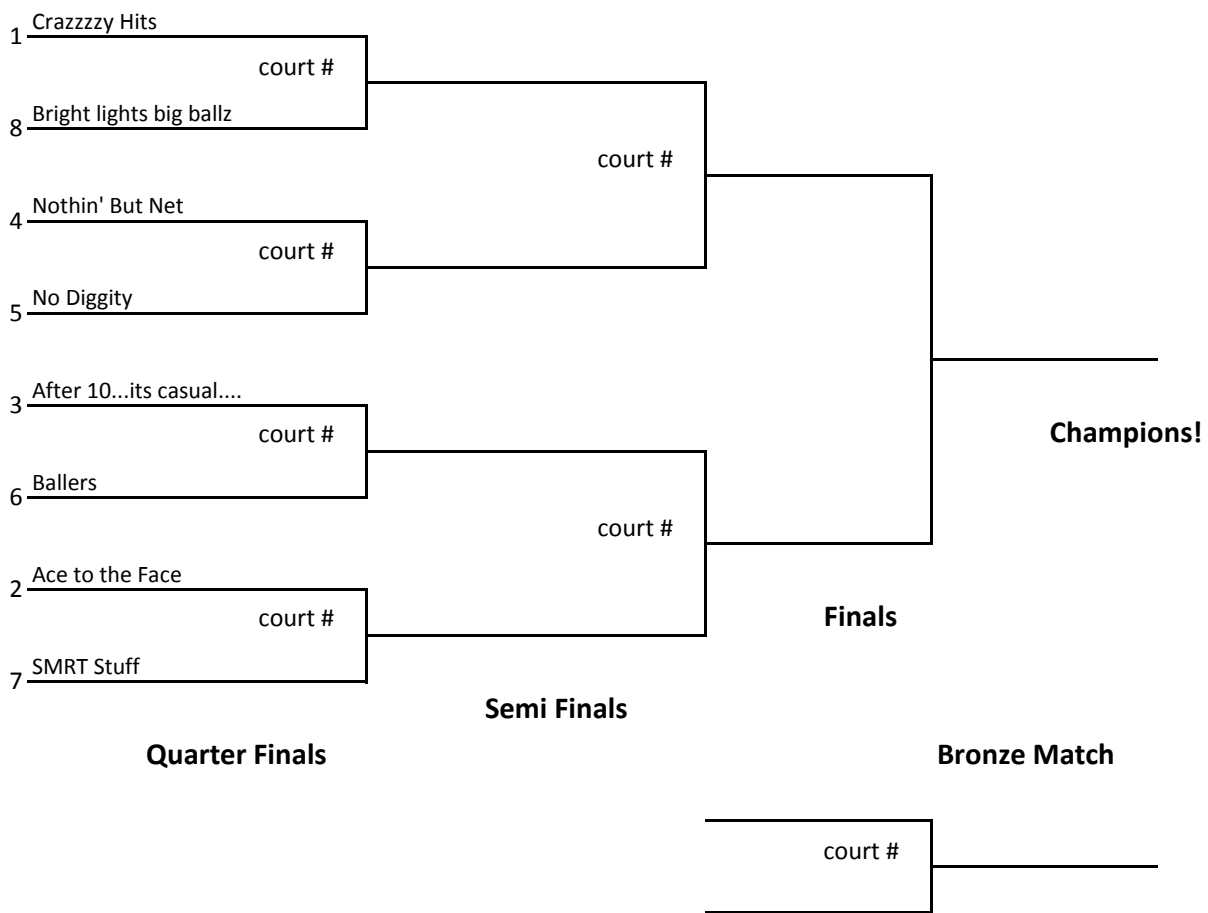 Crazzzzy Hits
1
court #
Bright lights big ballz
8
court #
Nothin' But Net
4
court #
No Diggity
5
After 10...its casual....
3
court #
Champions!
Ballers
6
court #
Ace to the Face
2
court #
Finals
SMRT Stuff
7
Semi Finals
Quarter Finals
Bronze Match
court #